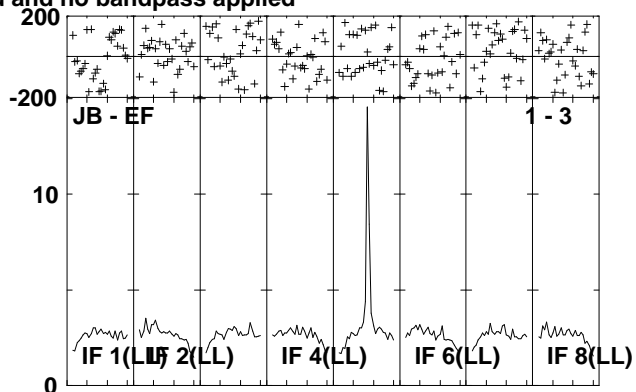 and no bandpass applied
200
-200
JB - EF 1 - 3
10
IF 1(LL) IF 2(LL) IF 4(LL) IF 6(LL) IF 8(LL)
0